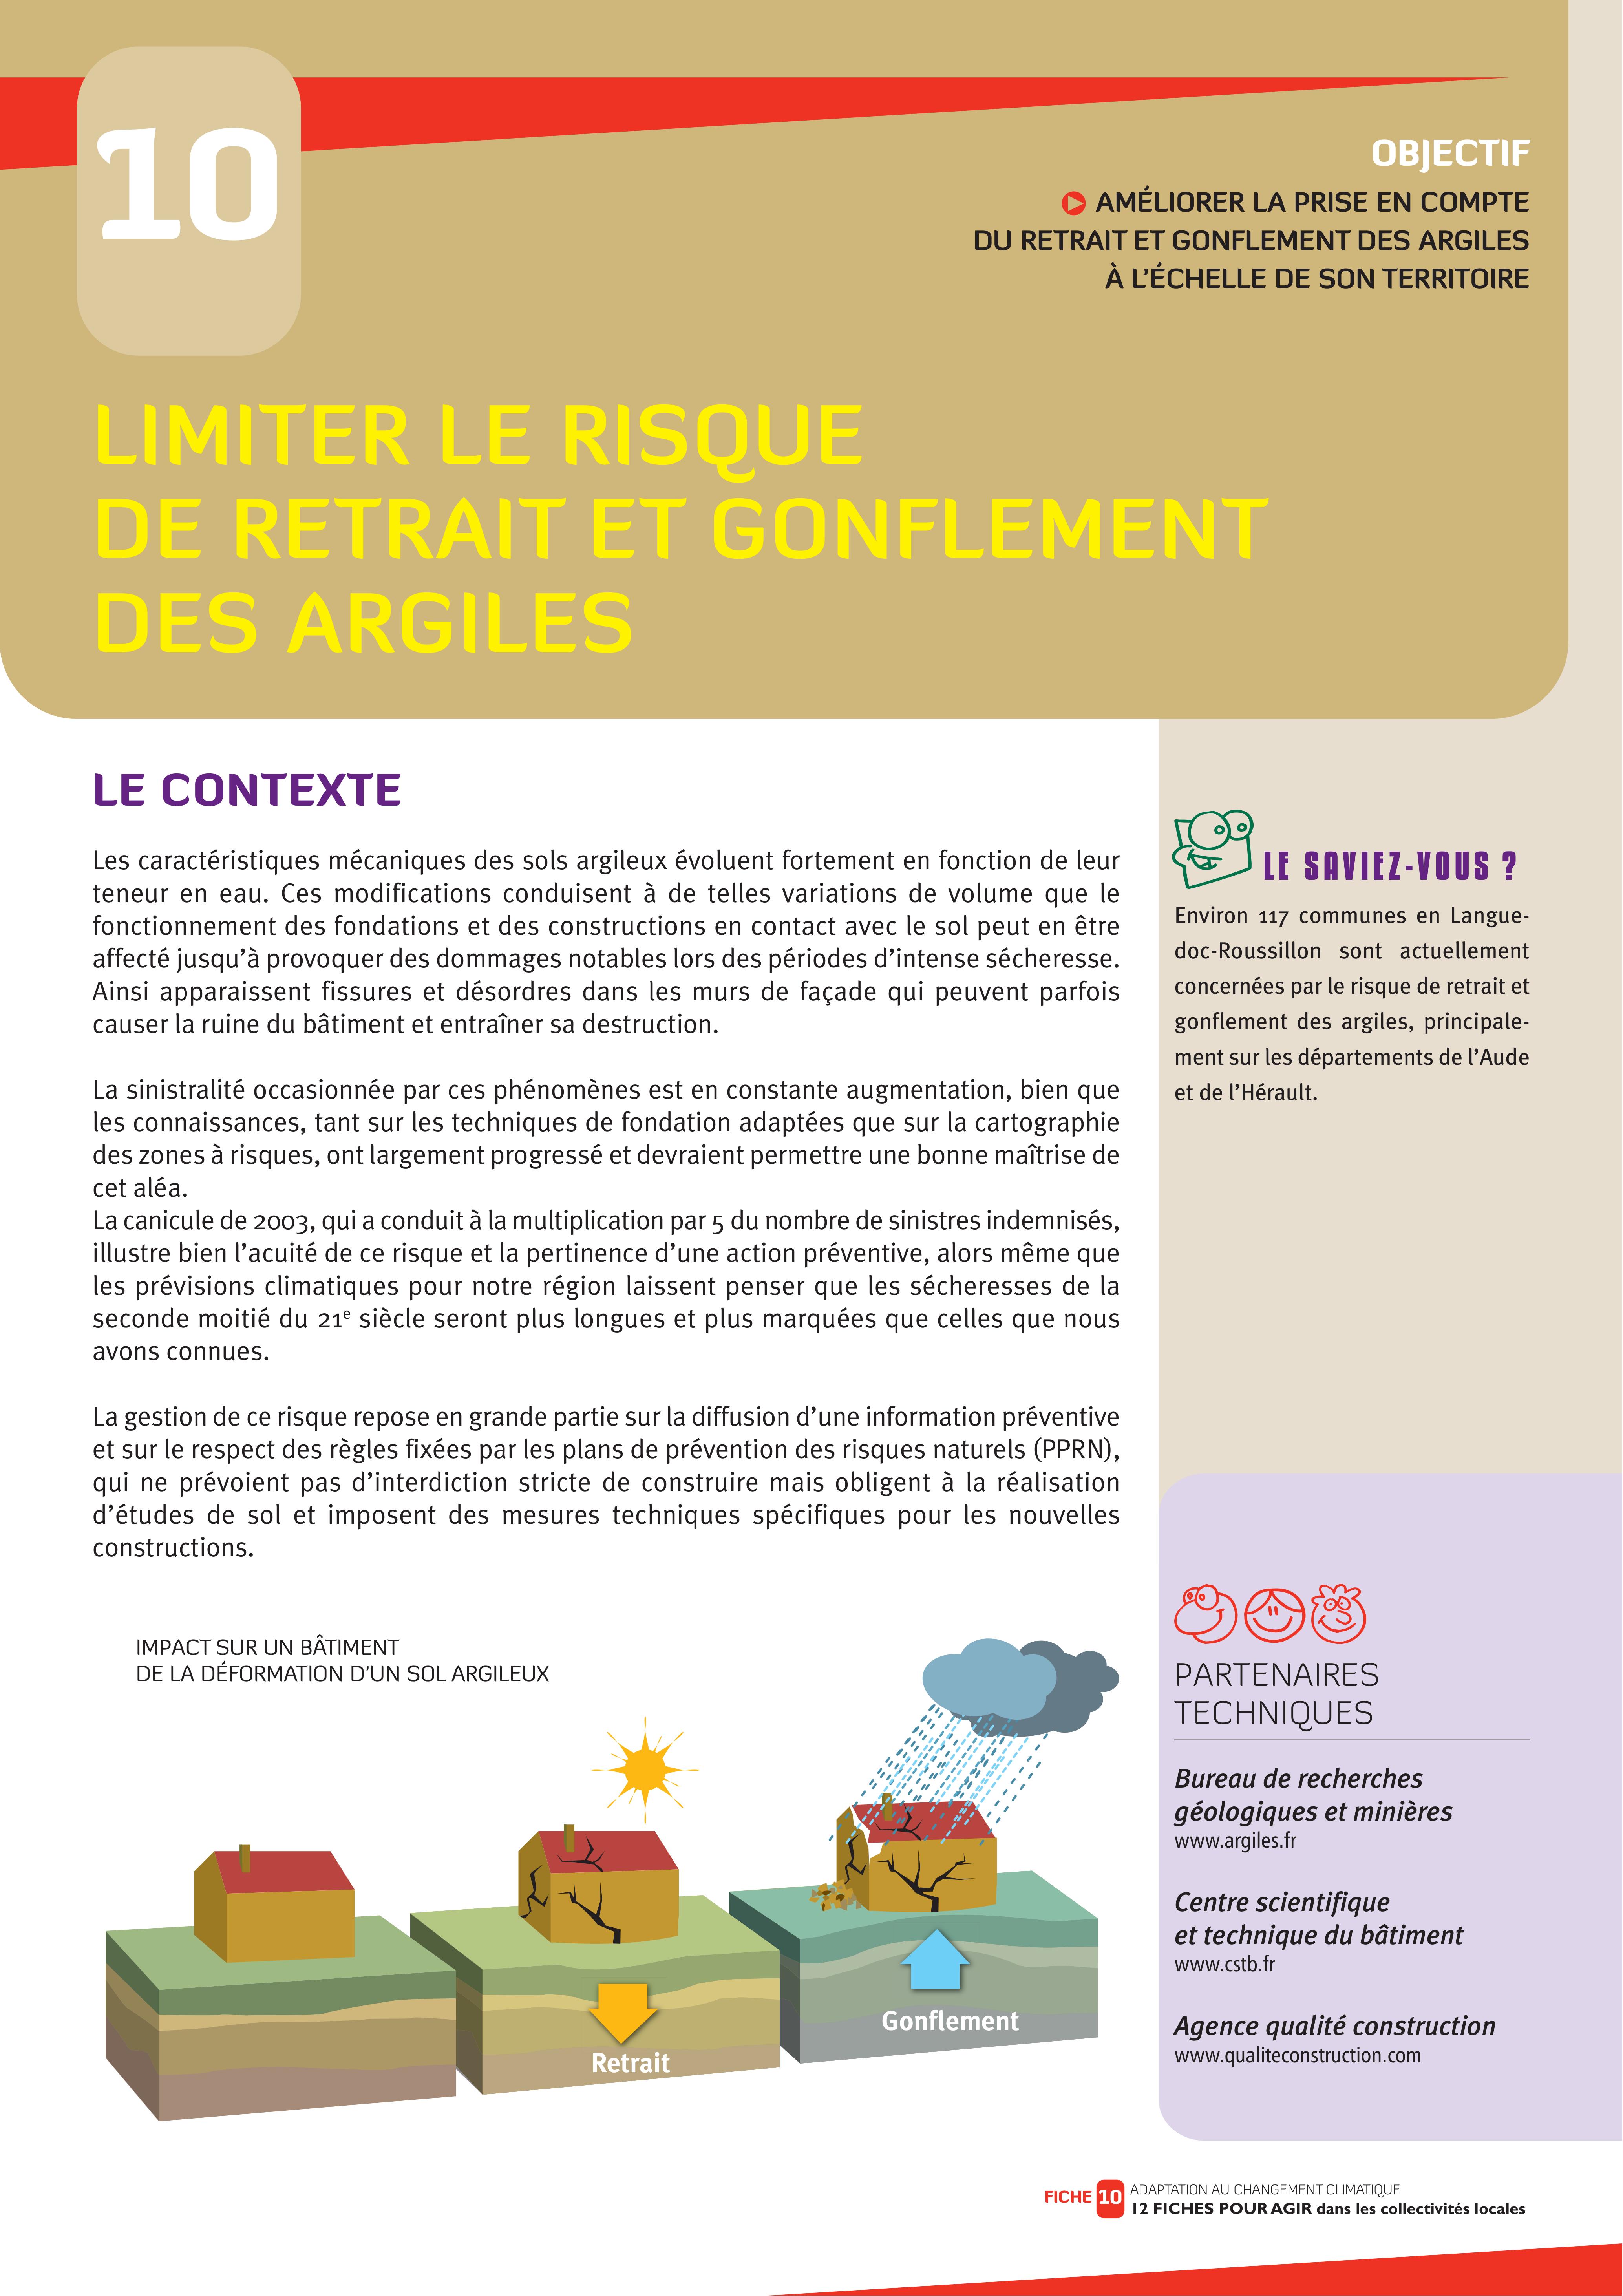 10
OBJECTIF
AMÉLIORER LA PRISE EN COMPTE
DU RETRAIT ET GONFLEMENT DES ARGILES
À L'ÉCHELLE DE SON TERRITOIRE
LIMITER LE RISQUE
DE RETRAIT ET GONFLEMENT
DES ARGILES
LE CONTEXTE
Les caractéristiques mécaniques des sols argileux évoluent fortement en fonction de leur
teneur en eau. Ces modifications conduisent à de telles variations de volume que le
fonctionnement des fondations et des constructions en contact avec le sol peut en être
affecté jusqu'à provoquer des dommages notables lors des périodes d'intense sécheresse.
Ainsi apparaissent fissures et désordres dans les murs de façade qui peuvent parfois
causer la ruine du bâtiment et entraîner sa destruction.
La sinistralité occasionnée par ces phénomènes est en constante augmentation, bien que
les connaissances, tant sur les techniques de fondation adaptées que sur la cartographie
des zones à risques, ont largement progressé et devraient permettre une bonne maîtrise de
cet aléa.
La canicule de 2003, qui a conduit à la multiplication par 5 du nombre de sinistres indemnisés,
illustre bien l'acuité de ce risque et la pertinence d'une action préventive, alors même que
les prévisions climatiques pour notre région laissent penser que les sécheresses de la
seconde moitié du 21e siècle seront plus longues et plus marquées que celles que nous
avons connues.
La gestion de ce risque repose en grande partie sur la diffusion d'une information préventive
et sur le respect des règles fixées par les plans de prévention des risques naturels (PPRN),
qui ne prévoient pas d'interdiction stricte de construire mais obligent à la réalisation
d'études de sol et imposent des mesures techniques spécifiques pour les nouvelles
constructions.
IMPACT SUR UN BÂTIMENT
DE LA DÉFORMATION D'UN SOL ARGILEUX
Retrait
Gonflement
LE SAVIEZ-VOUS ?
Environ 117 communes en Langue-
doc-Roussillon sont actuellement
concernées par le risque de retrait et
gonflement des argiles, principale-
ment sur les départements de l'Aude
et de l'Hérault.
PARTENAIRES
TECHNIQUES
Bureau de recherches
géologiques et minières
www.argiles.fr
Centre scientifique
et technique du bâtiment
www.cstb.fr
Agence qualité construction
www.qualiteconstruction.com
FICHE 10 ADAPTATION AU CHANGEMENT CLIMATIQUE
12 FICHES POUR AGIR dans les collectivités locales